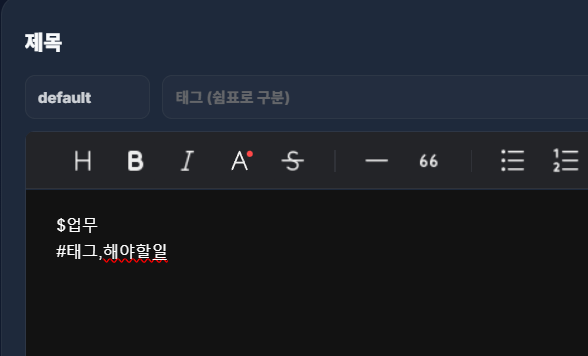 제목
default
태그 (쉼표로 구분)
H B I A S — 66
$업무
#태그,해야할일